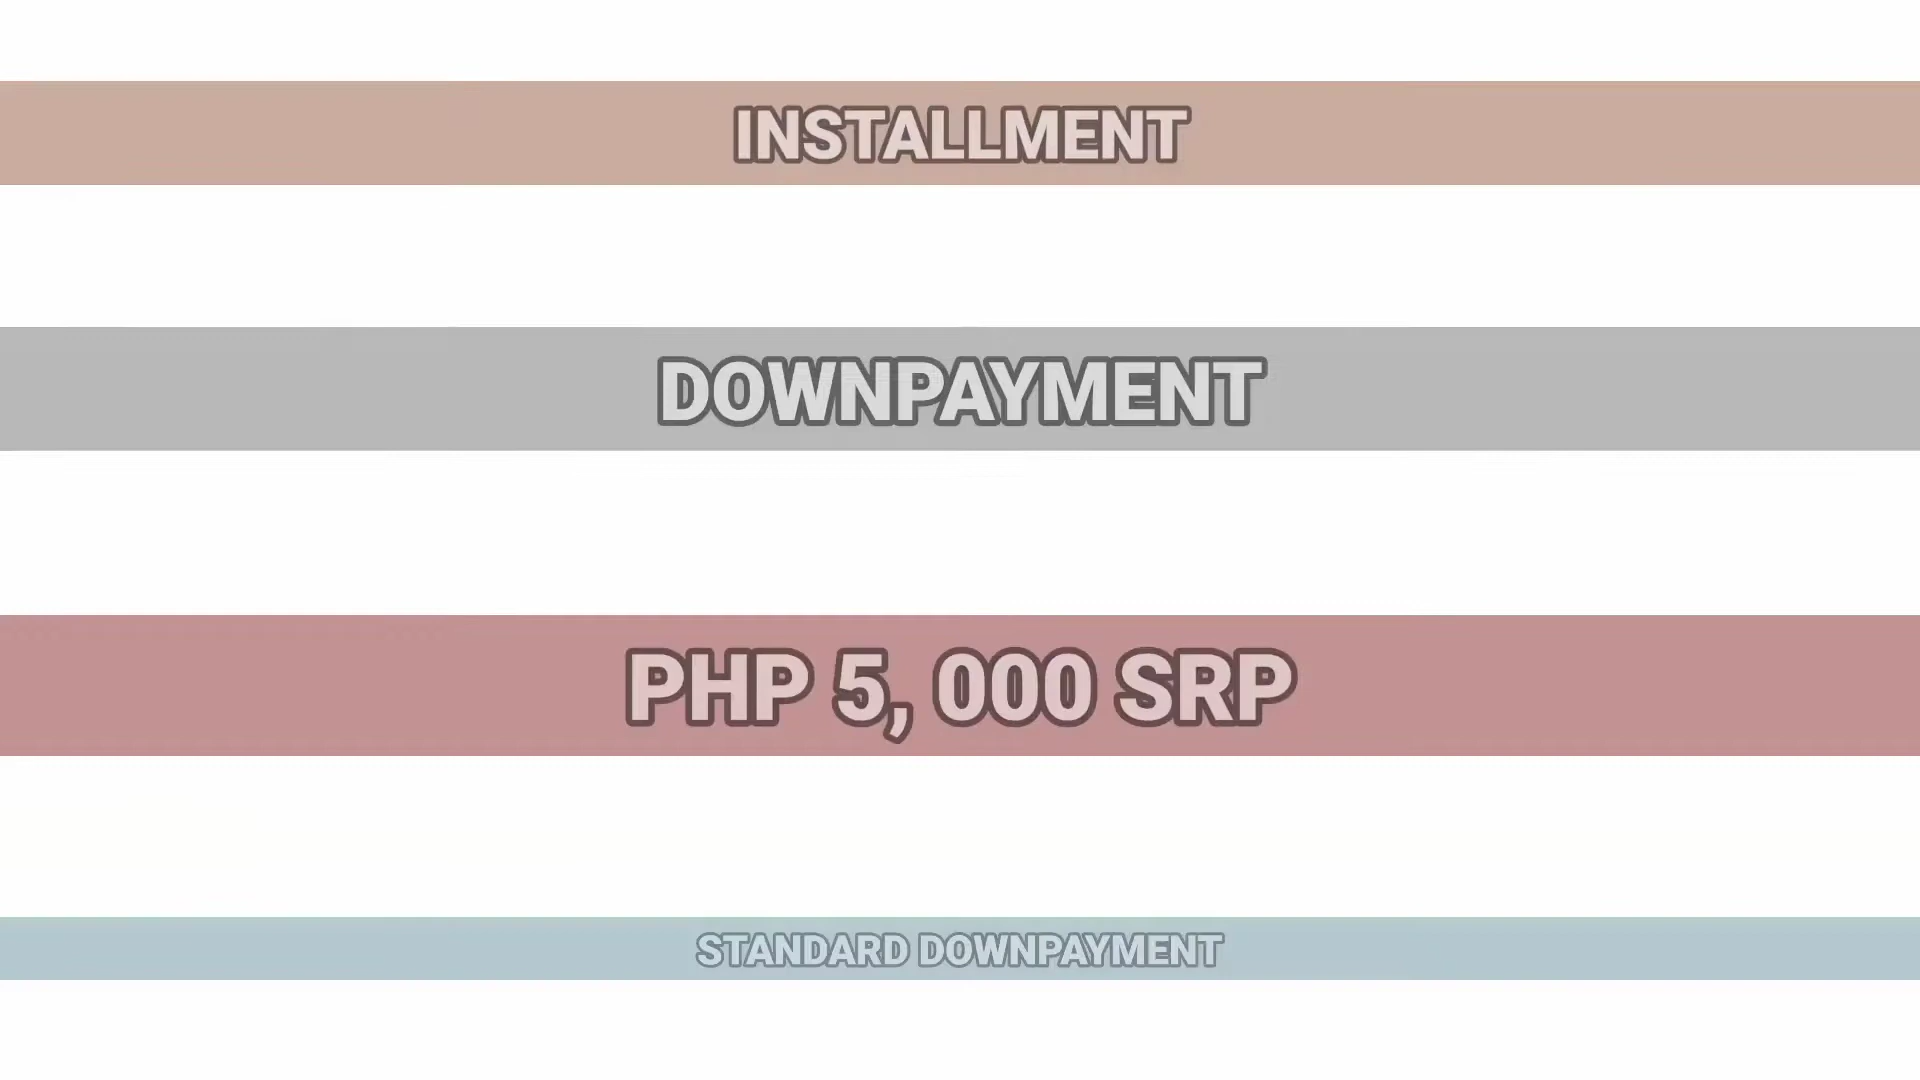 INSTALLMENT
DOWNPAYMENT
PHP 5, 000 SRP
STANDARD DOWNPAYMENT